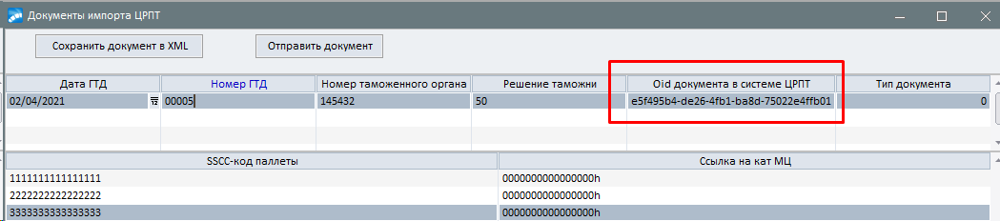 Документы импорта ЦРПТ
Сохранить документ в XML Отправить документ
Дата ГТД Номер ГТД Номер таможенного органа Решение таможни Oid документа в системе ЦРПТ Тип документа
02/04/2021 12 00005 145432 50 e5f495b4-de26-4fb1-ba8d-75022e4ffb01 0
SSCC-код паллеты Ссылка на кат МЦ
1111111111111111 0000000000000000h
2222222222222222 0000000000000000h
3333333333333333 0000000000000000h